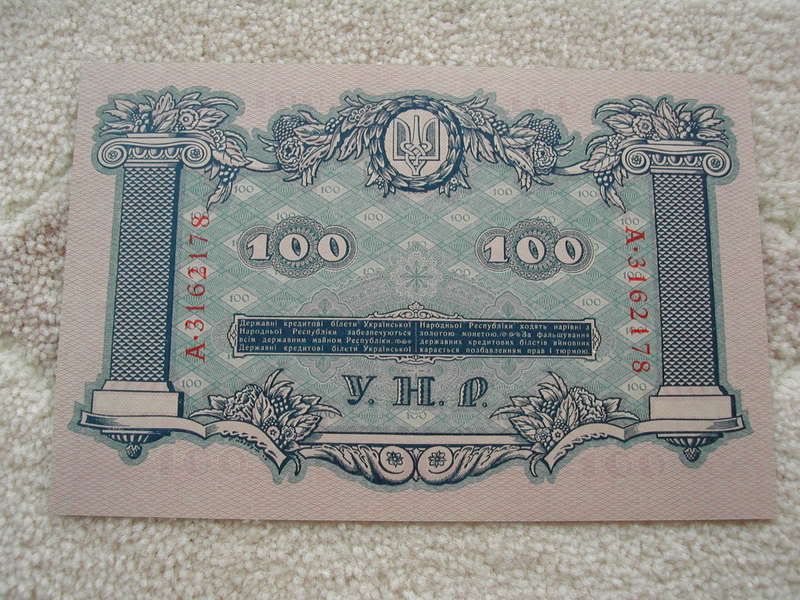 100 100
А·3162178
А·3162178
Державні кредитові білети Української
Народньої Республіки забезпечуються
всім державним майном Республіки.
Державні кредитові білети Української
Народньої Республіки ходять нарівні з
золотою монетою. За фальшування
державних кредитових білетів виновник
карається позбавленням прав і тюрмою.
У. Н. Р.